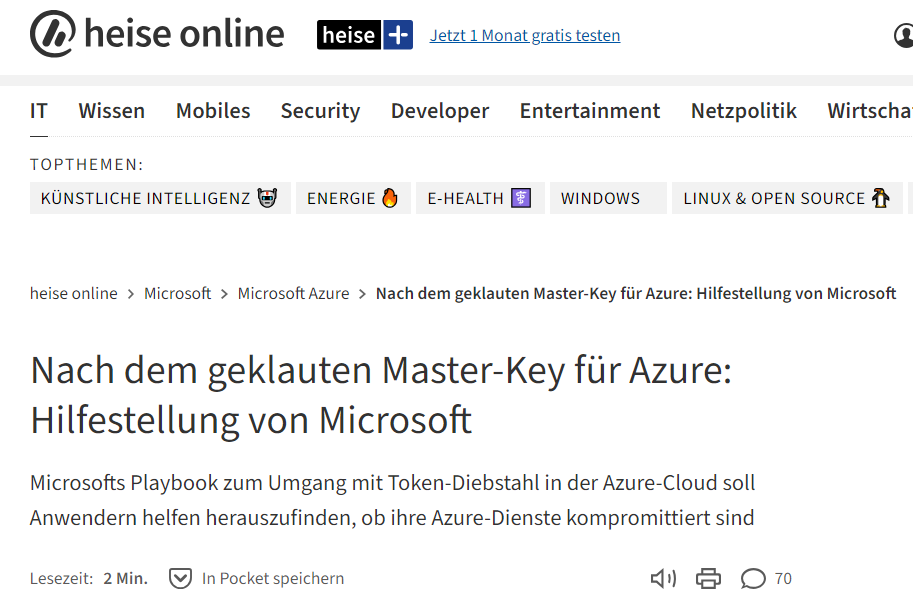 heise online
heise +
Jetzt 1 Monat gratis testen
IT Wissen Mobiles Security Developer Entertainment Netzpolitik Wirtscha
TOPTHEMEN:
KÜNSTLICHE INTELLIGENZ ENERGIE E-HEALTH WINDOWS LINUX & OPEN SOURCE
heise online > Microsoft > Microsoft Azure > Nach dem geklauten Master-Key für Azure: Hilfestellung von Microsoft
Nach dem geklauten Master-Key für Azure:
Hilfestellung von Microsoft
Microsofts Playbook zum Umgang mit Token-Diebstahl in der Azure-Cloud soll
Anwendern helfen herauszufinden, ob ihre Azure-Dienste kompromittiert sind
Lesezeit: 2 Min. In Pocket speichern 70